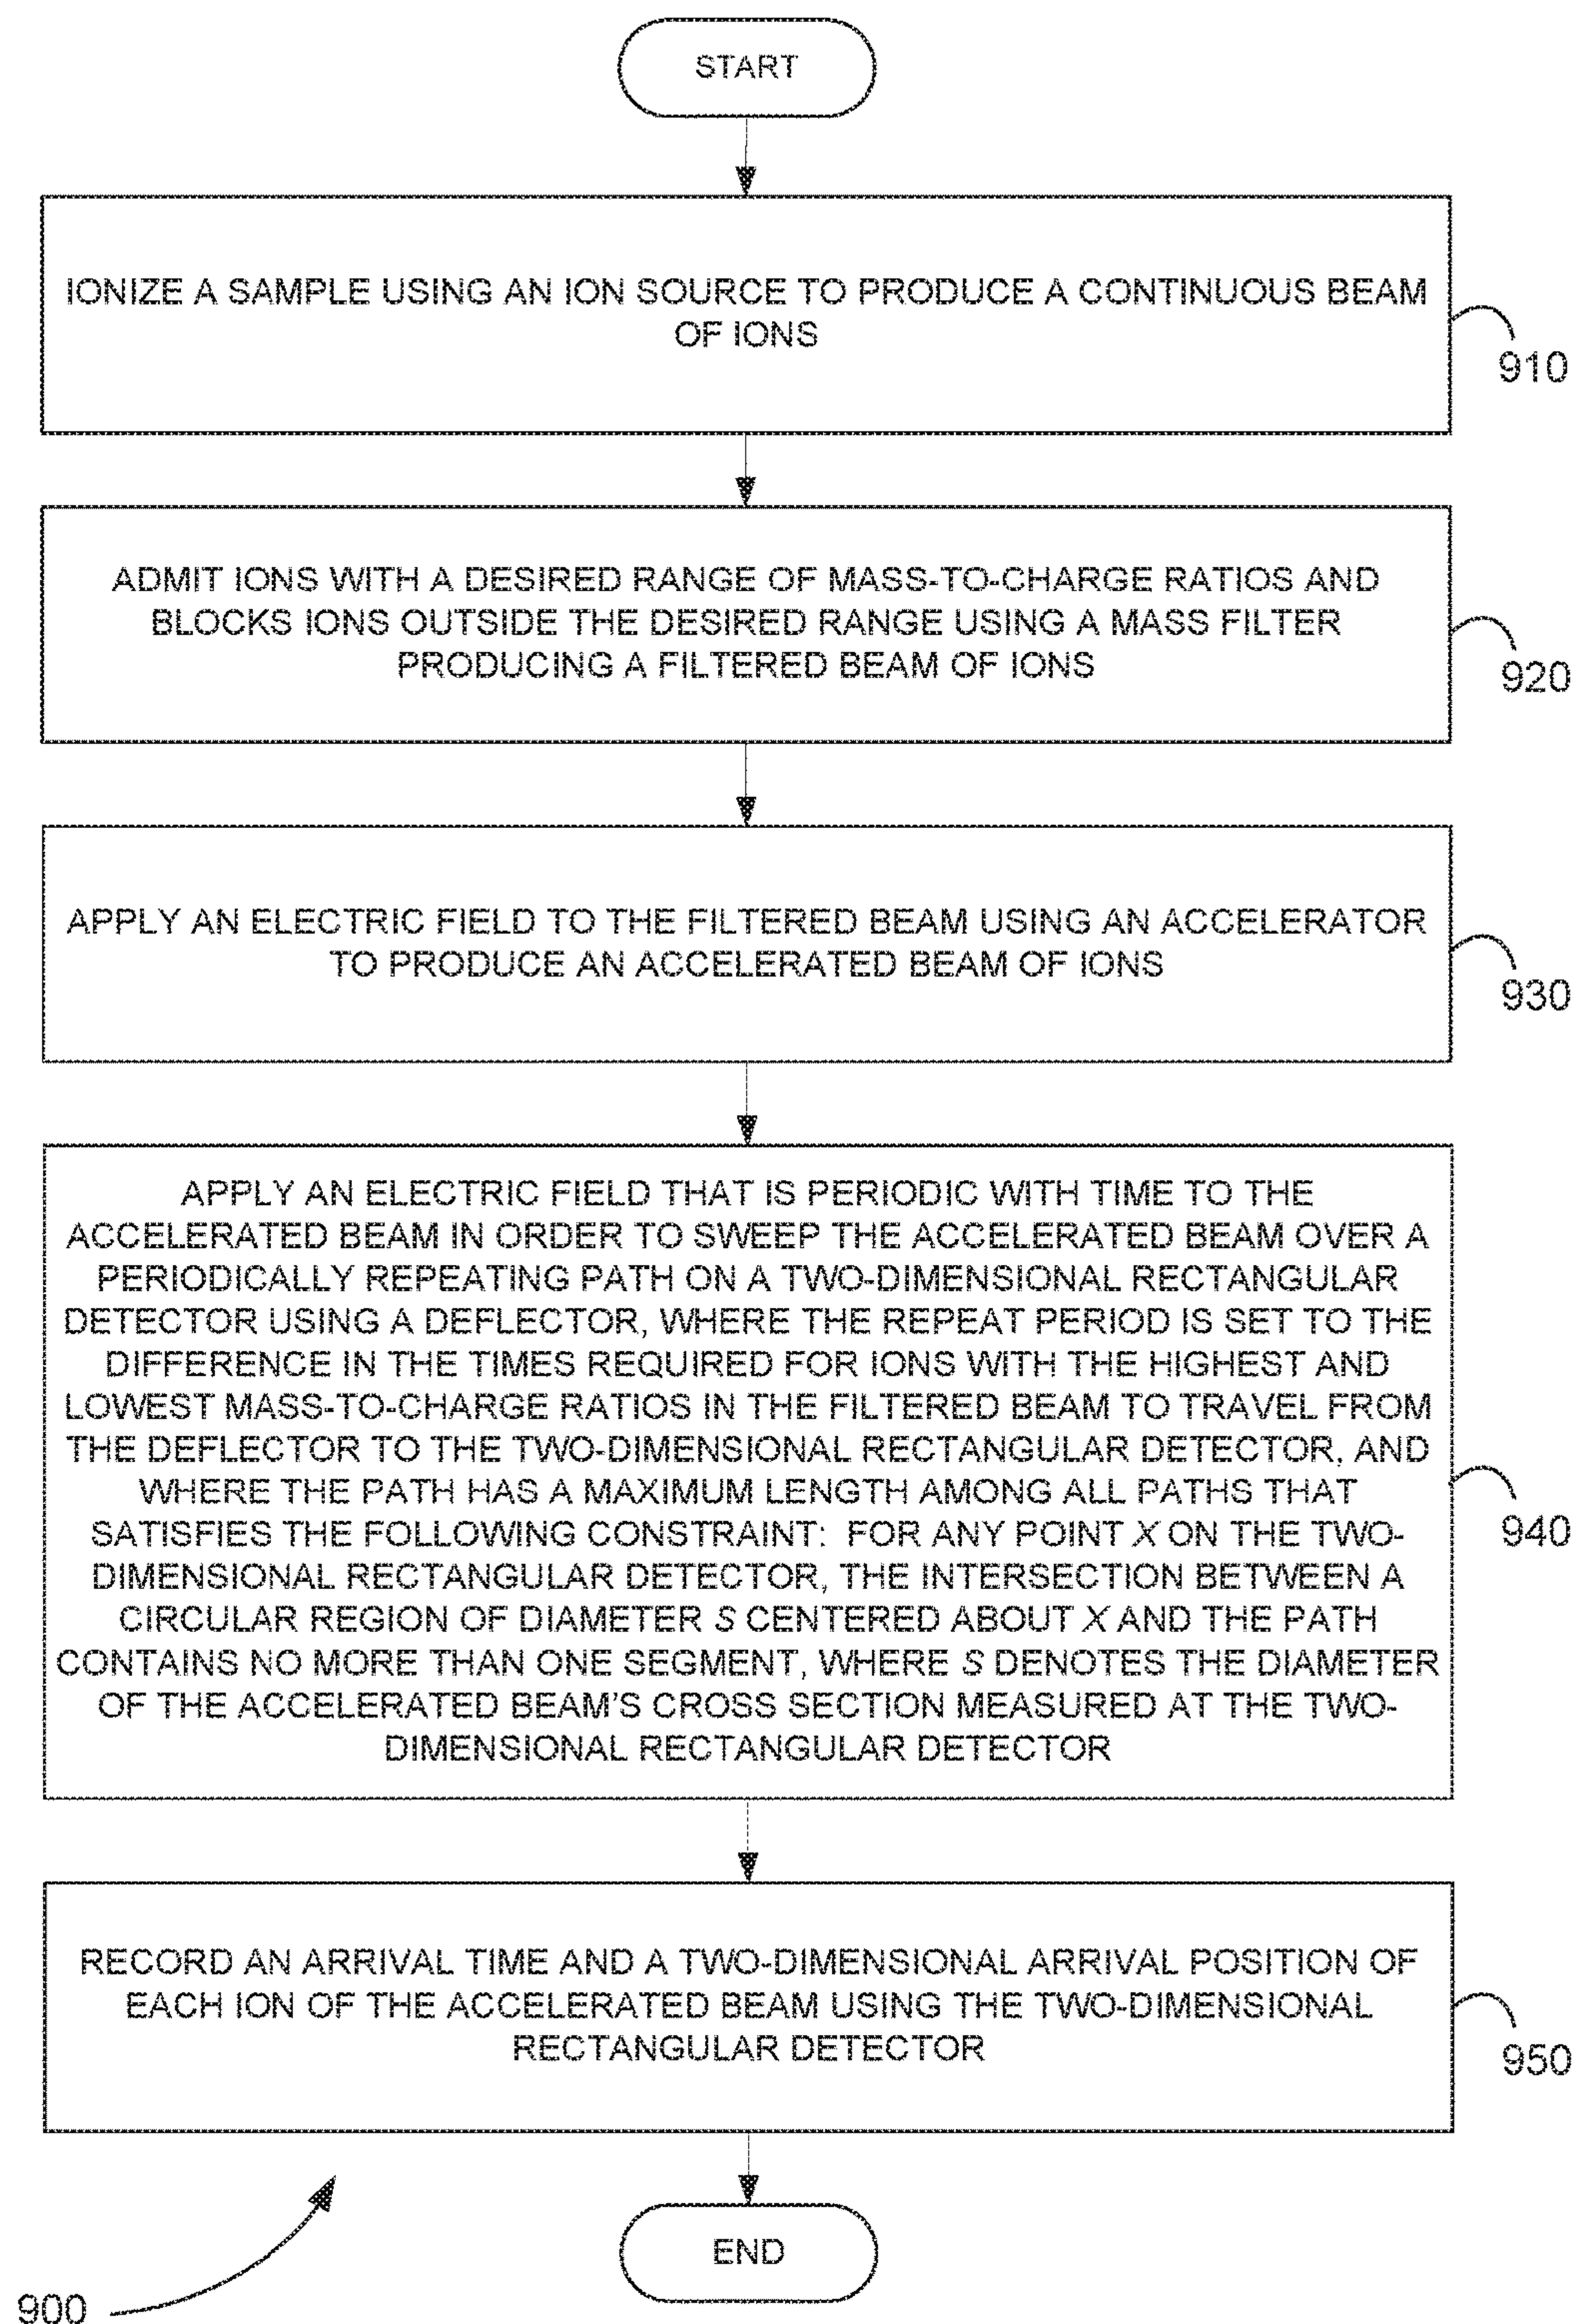 START
IONIZE A SAMPLE USING AN ION SOURCE TO PRODUCE A CONTINUOUS BEAM
OF IONS
910
ADMIT IONS WITH A DESIRED RANGE OF MASS-TO-CHARGE RATIOS AND
BLOCKS IONS OUTSIDE THE DESIRED RANGE USING A MASS FILTER
PRODUCING A FILTERED BEAM OF IONS
920
APPLY AN ELECTRIC FIELD TO THE FILTERED BEAM USING AN ACCELERATOR
TO PRODUCE AN ACCELERATED BEAM OF IONS
930
APPLY AN ELECTRIC FIELD THAT IS PERIODIC WITH TIME TO THE
ACCELERATED BEAM IN ORDER TO SWEEP THE ACCELERATED BEAM OVER A
PERIODICALLY REPEATING PATH ON A TWO-DIMENSIONAL RECTANGULAR
DETECTOR USING A DEFLECTOR, WHERE THE REPEAT PERIOD IS SET TO THE
DIFFERENCE IN THE TIMES REQUIRED FOR IONS WITH THE HIGHEST AND
LOWEST MASS-TO-CHARGE RATIOS IN THE FILTERED BEAM TO TRAVEL FROM
THE DEFLECTOR TO THE TWO-DIMENSIONAL RECTANGULAR DETECTOR, AND
WHERE THE PATH HAS A MAXIMUM LENGTH AMONG ALL PATHS THAT
SATISFIES THE FOLLOWING CONSTRAINT: FOR ANY POINT X ON THE TWO-
DIMENSIONAL RECTANGULAR DETECTOR, THE INTERSECTION BETWEEN A
CIRCULAR REGION OF DIAMETER S CENTERED ABOUT X AND THE PATH
CONTAINS NO MORE THAN ONE SEGMENT, WHERE S DENOTES THE DIAMETER
OF THE ACCELERATED BEAM'S CROSS SECTION MEASURED AT THE TWO-
DIMENSIONAL RECTANGULAR DETECTOR
940
RECORD AN ARRIVAL TIME AND A TWO-DIMENSIONAL ARRIVAL POSITION OF
EACH ION OF THE ACCELERATED BEAM USING THE TWO-DIMENSIONAL
RECTANGULAR DETECTOR
950
END
900